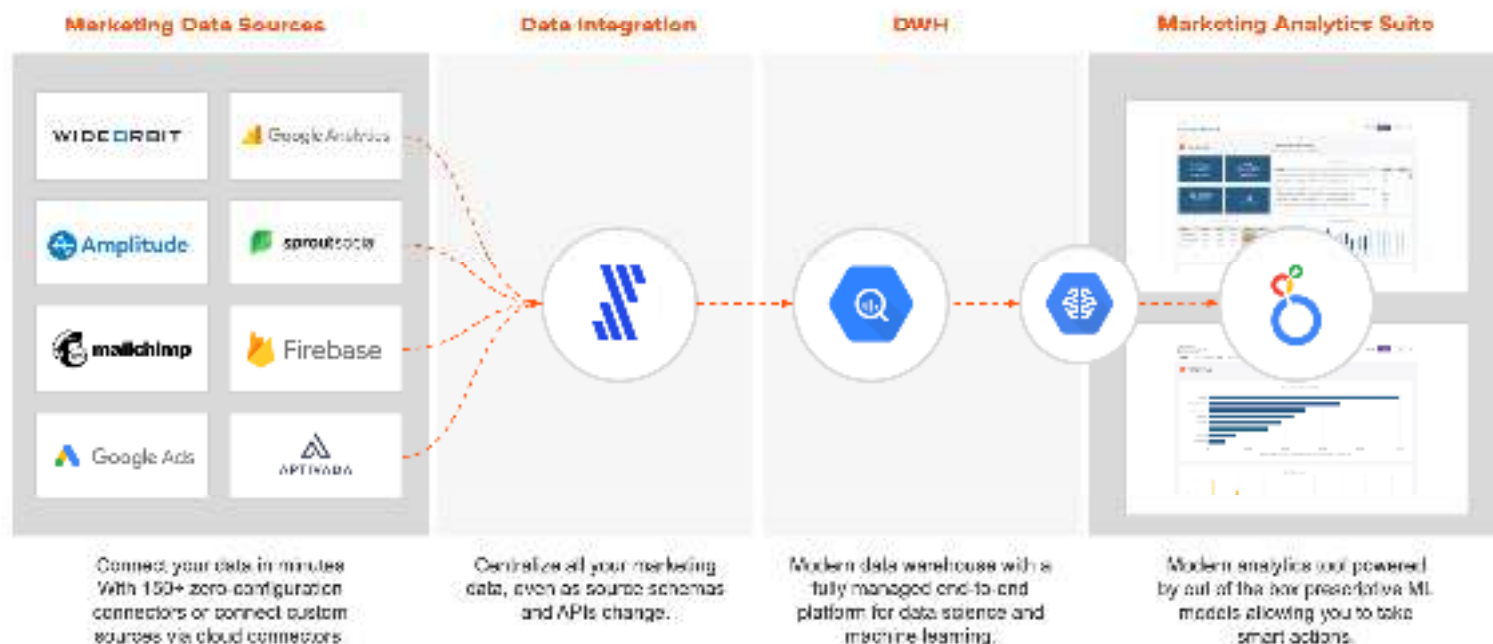 Marketing Data Sources
Data Integration
DWH
Marketing Analytics Suite
WIDEORBIT
Google Analytics
Amplitude
sproutsocial
mailchimp
Firebase
Google Ads
APTIVADA
Connect your data in minutes
With 150+ zero-configuration
connectors or connect custom
sources via cloud connectors
Centralize all your marketing
data, even as source schemas
and APIs change.
Modern data warehouse with a
fully managed end-to-end
platform for data science and
machine learning.
Modern analytics tool powered
by out of the box prescriptive ML
models allowing you to take
smart actions.